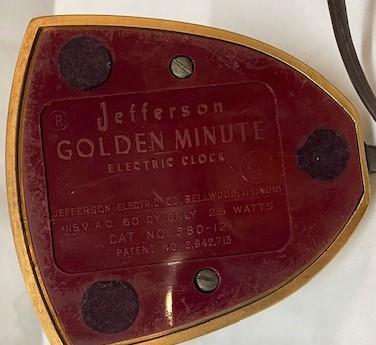 Jefferson
GOLDEN MINUTE
ELECTRIC CLOCK
JEFFERSON ELECTRIC CO. BELLWOOD, ILLINOIS
115 V. A.C. 60 CY ONLY 2.5 WATTS
CAT. NO. 580-121
PATENT NO. 2,642,713